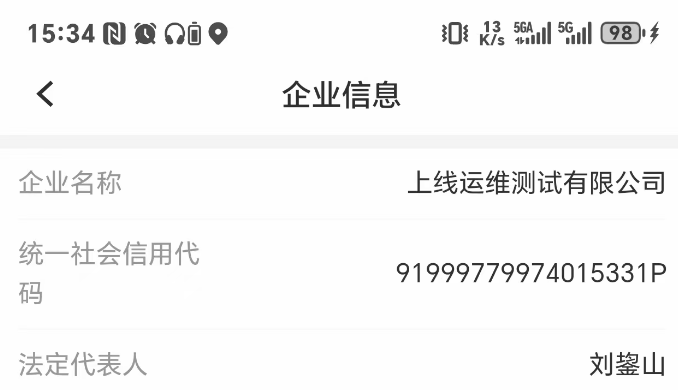 15:34
13
K/s
5GA
5G
98
企业信息
企业名称
上线运维测试有限公司
统一社会信用代
码
91999779974015331P
法定代表人
刘鋆山